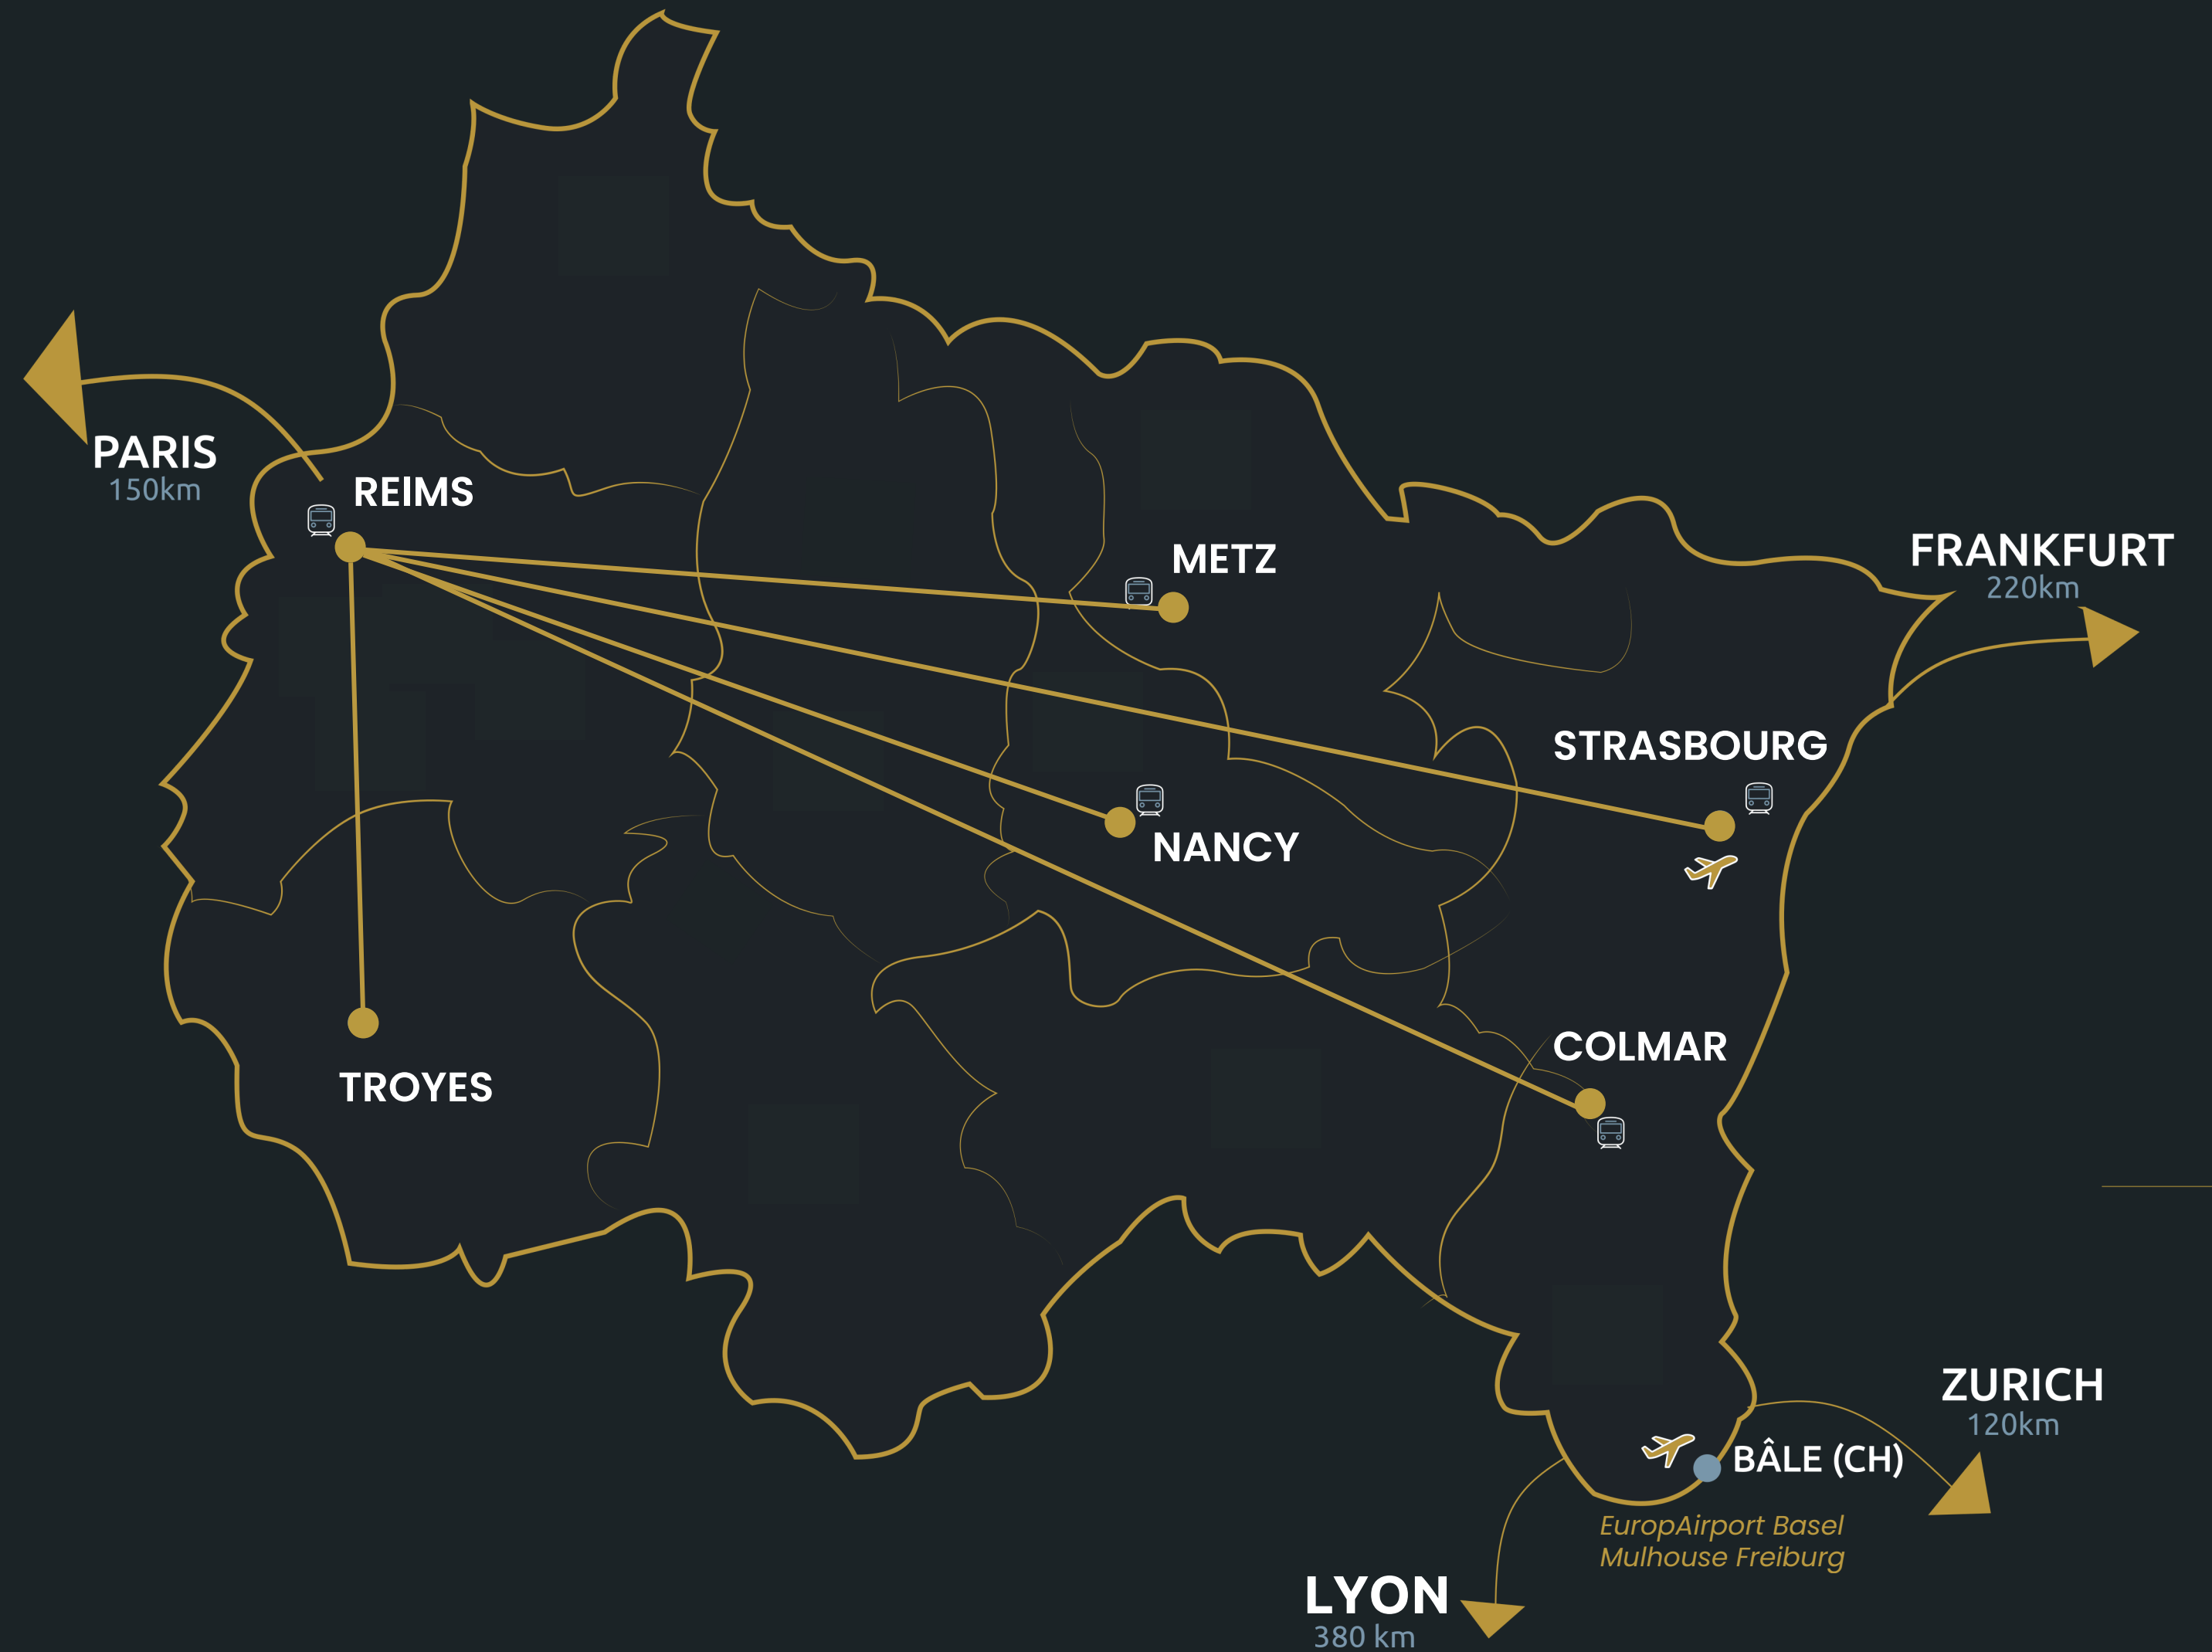 PARIS
150km
REIMS
METZ
FRANKFURT
220km
STRASBOURG
NANCY
COLMAR
TROYES
ZURICH
120km
BÂLE (CH)
EuropAirport Basel
Mulhouse Freiburg
LYON
380 km